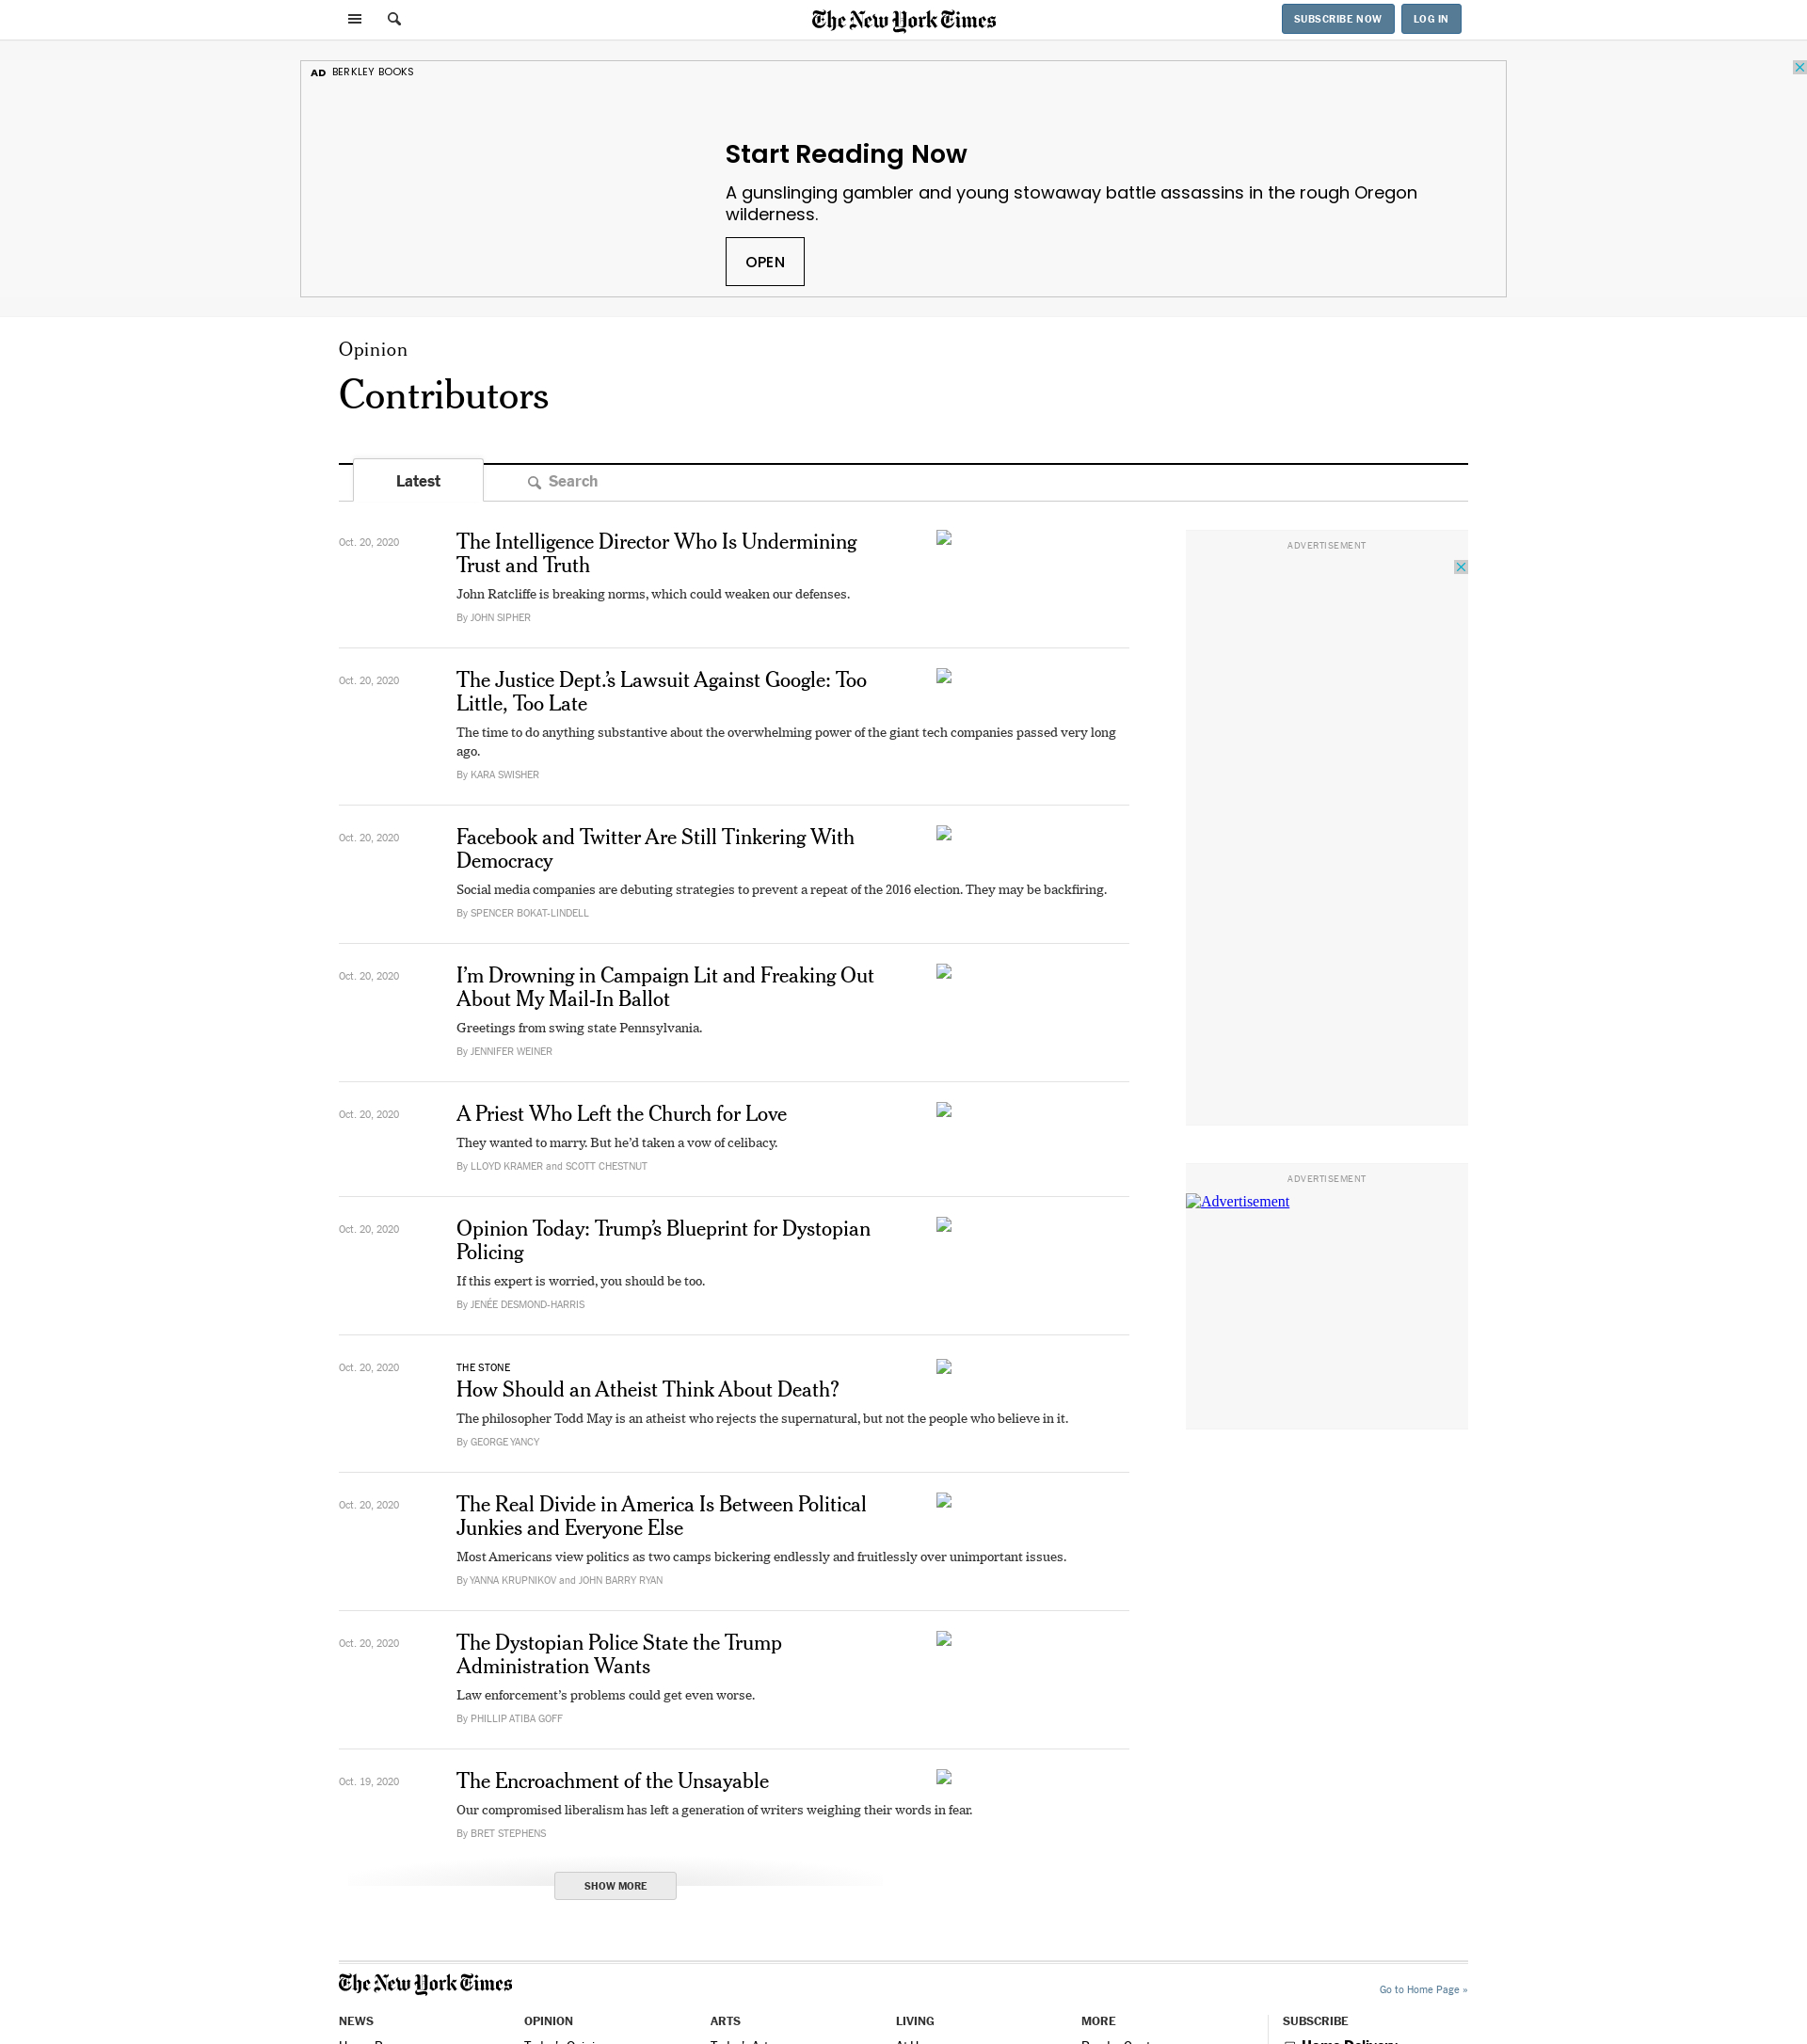 The New York Times
SUBSCRIBE NOW
LOG IN
AD BERKLEY BOOKS
Start Reading Now
A gunslinging gambler and young stowaway battle assassins in the rough Oregon
wilderness.
OPEN
Opinion
Contributors
Latest
Search
Oct. 20, 2020
The Intelligence Director Who Is Undermining
Trust and Truth
John Ratcliffe is breaking norms, which could weaken our defenses.
By JOHN SIPHER
Oct. 20, 2020
The Justice Dept.’s Lawsuit Against Google: Too
Little, Too Late
The time to do anything substantive about the overwhelming power of the giant tech companies passed very long
ago.
By KARA SWISHER
Oct. 20, 2020
Facebook and Twitter Are Still Tinkering With
Democracy
Social media companies are debuting strategies to prevent a repeat of the 2016 election. They may be backfiring.
By SPENCER BOKAT-LINDELL
Oct. 20, 2020
I’m Drowning in Campaign Lit and Freaking Out
About My Mail-In Ballot
Greetings from swing state Pennsylvania.
By JENNIFER WEINER
Oct. 20, 2020
A Priest Who Left the Church for Love
They wanted to marry. But he’d taken a vow of celibacy.
By LLOYD KRAMER and SCOTT CHESTNUT
Oct. 20, 2020
Opinion Today: Trump’s Blueprint for Dystopian
Policing
If this expert is worried, you should be too.
By JENÉE DESMOND-HARRIS
Oct. 20, 2020
THE STONE
How Should an Atheist Think About Death?
The philosopher Todd May is an atheist who rejects the supernatural, but not the people who believe in it.
By GEORGE YANCY
Oct. 20, 2020
The Real Divide in America Is Between Political
Junkies and Everyone Else
Most Americans view politics as two camps bickering endlessly and fruitlessly over unimportant issues.
By YANNA KRUPNIKOV and JOHN BARRY RYAN
Oct. 20, 2020
The Dystopian Police State the Trump
Administration Wants
Law enforcement’s problems could get even worse.
By PHILLIP ATIBA GOFF
Oct. 19, 2020
The Encroachment of the Unsayable
Our compromised liberalism has left a generation of writers weighing their words in fear.
By BRET STEPHENS
SHOW MORE
ADVERTISEMENT
ADVERTISEMENT
Advertisement
The New York Times
Go to Home Page »
NEWS
OPINION
ARTS
LIVING
MORE
SUBSCRIBE
Home Delivery